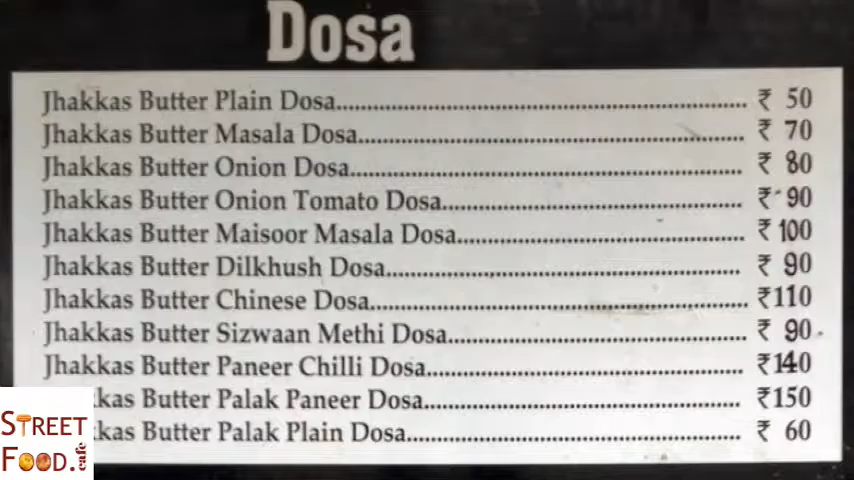 Dosa
Jhakkas Butter Plain Dosa........................ ₹ 50
Jhakkas Butter Masala Dosa........................ ₹ 70
Jhakkas Butter Onion Dosa........................ ₹ 80
Jhakkas Butter Onion Tomato Dosa........................ ₹ 90
Jhakkas Butter Maisoor Masala Dosa........................ ₹ 100
Jhakkas Butter Dilkhush Dosa........................ ₹ 90
Jhakkas Butter Chinese Dosa........................ ₹110
Jhakkas Butter Sizwaan Methi Dosa........................ ₹ 90
Jhakkas Butter Paneer Chilli Dosa........................ ₹140
kas Butter Palak Paneer Dosa........................ ₹150
kas Butter Palak Plain Dosa........................ ₹ 60
STREET
FOOD.cafe